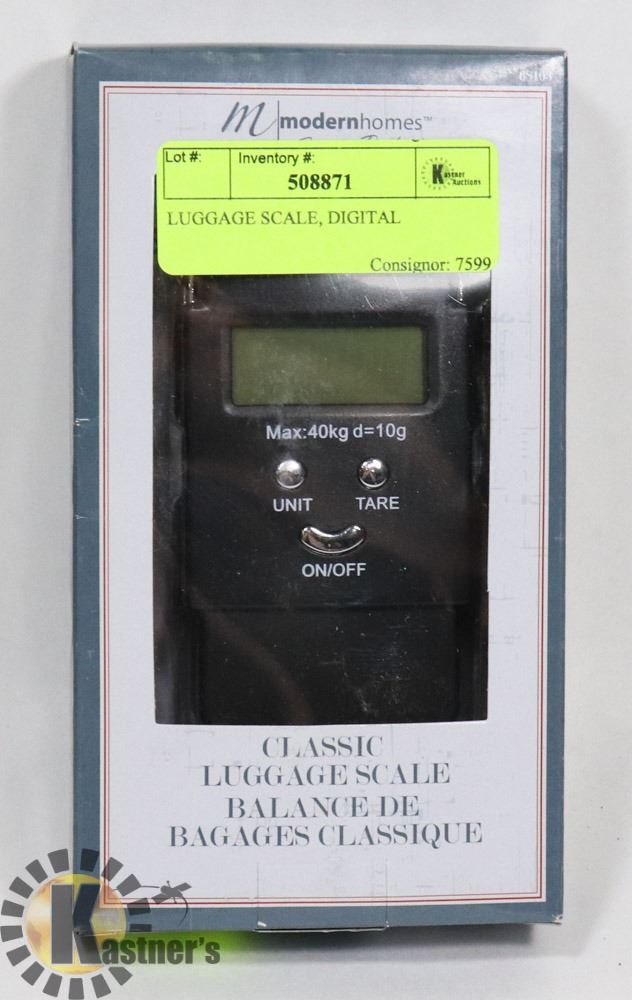 modernhomes™
Lot #:
Inventory #:
508871
Kastner Auctions
LUGGAGE SCALE, DIGITAL
Consignor: 7599
Max:40kg d=10g
UNIT
TARE
ON/OFF
CLASSIC
LUGGAGE SCALE
BALANCE DE
BAGAGES CLASSIQUE
Kastner's